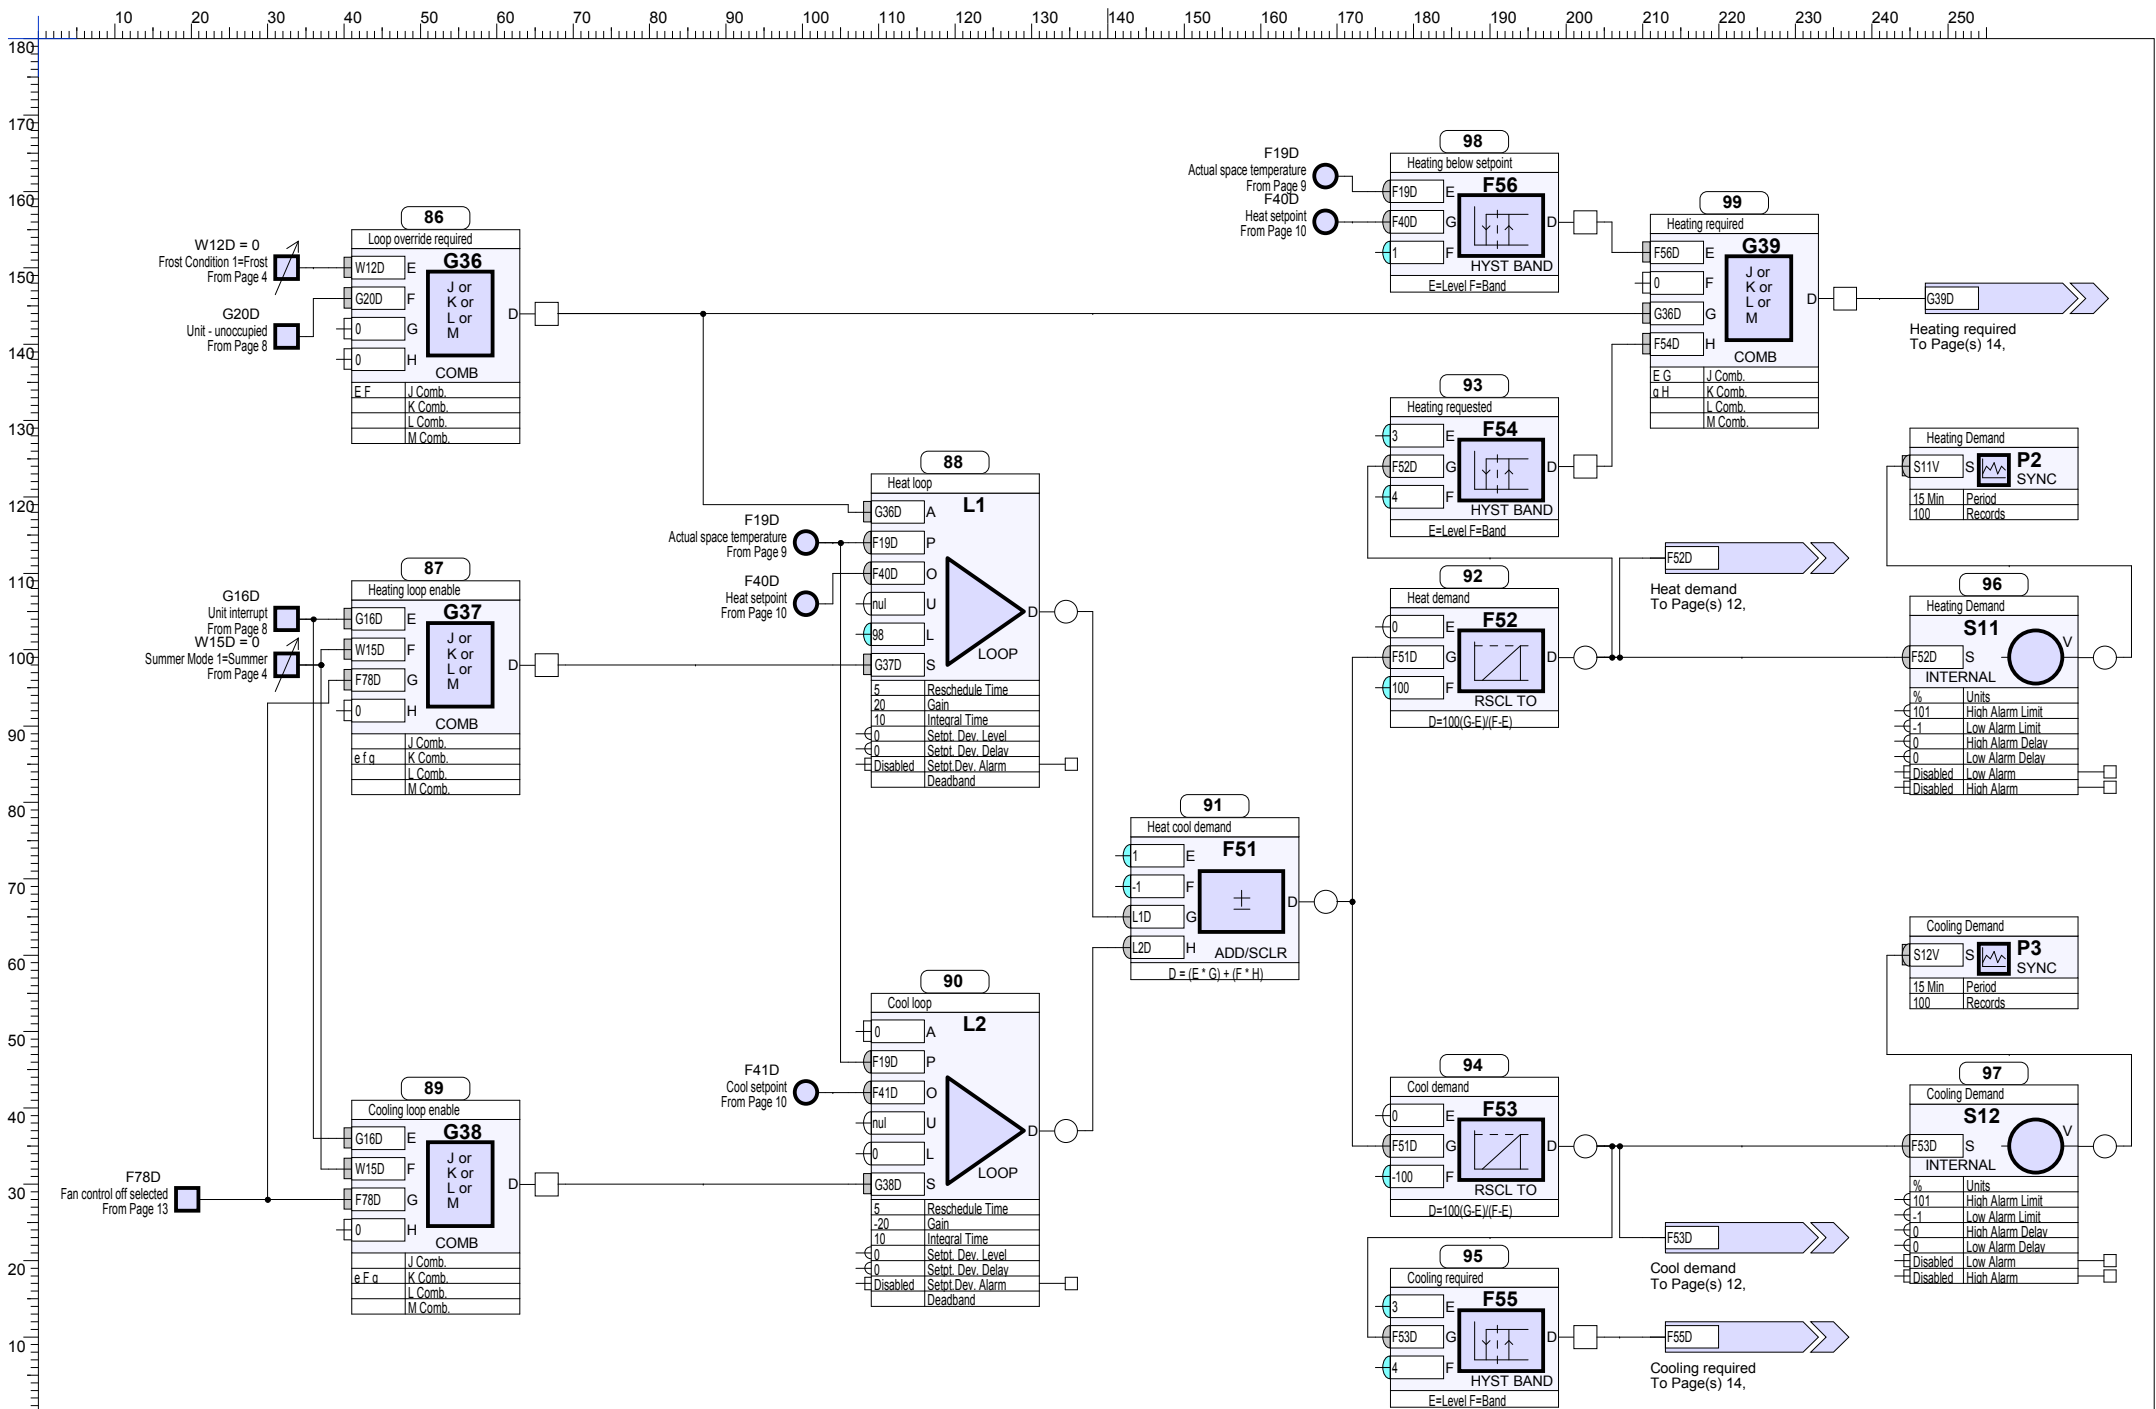 10 20 30 40 50 60 70 80 90 100 110 120 130 140 150 160 170 180 190 200 210 220 230 240 250
180
170
160
150
140
130
120
110
100
90
80
70
60
50
40
30
20
10
W12D = 0
Frost Condition 1=Frost
From Page 4
G20D
Unit - unoccupied
From Page 8
86
Loop override required
G36
W12D E
G20D F
0 G
0 H
J or
K or
L or
M
D
COMB
E F J Comb.
K Comb.
L Comb.
M Comb.
G16D
Unit interrupt
From Page 8
W15D = 0
Summer Mode 1=Summer
From Page 4
87
Heating loop enable
G37
G16D E
W15D F
F78D G
0 H
J or
K or
L or
M
D
COMB
J Comb.
e f g K Comb.
L Comb.
M Comb.
F78D
Fan control off selected
From Page 13
89
Cooling loop enable
G38
G16D E
W15D F
F78D G
0 H
J or
K or
L or
M
D
COMB
J Comb.
e F g K Comb.
L Comb.
M Comb.
F19D
Actual space temperature
From Page 9
F40D
Heat setpoint
From Page 10
88
Heat loop
L1
G36D A
F19D P
F40D O
nul U
98 L
G37D S
D
LOOP
5 Reschedule Time
20 Gain
10 Integral Time
0 Setpt. Dev. Level
0 Setpt. Dev. Delay
Disabled Setpt.Dev. Alarm
Deadband
F41D
Cool setpoint
From Page 10
90
Cool loop
L2
0 A
F19D P
F41D O
nul U
0 L
G38D S
D
LOOP
5 Reschedule Time
-20 Gain
10 Integral Time
0 Setpt. Dev. Level
0 Setpt. Dev. Delay
Disabled Setpt.Dev. Alarm
Deadband
91
Heat cool demand
F51
1 E
-1 F
L1D G
L2D H
±
D
ADD/SCLR
D = (E * G) + (F * H)
F19D
Actual space temperature
From Page 9
F40D
Heat setpoint
From Page 10
98
Heating below setpoint
F56
F19D E
F40D G
1 F
D
HYST BAND
E=Level F=Band
93
Heating requested
F54
3 E
F52D G
4 F
D
HYST BAND
E=Level F=Band
92
Heat demand
F52
0 E
F51D G
100 F
D
RSCL TO
D=100(G-E)/(F-E)
94
Cool demand
F53
0 E
F51D G
-100 F
D
RSCL TO
D=100(G-E)/(F-E)
95
Cooling required
F55
3 E
F53D G
4 F
D
HYST BAND
E=Level F=Band
99
Heating required
G39
F56D E
0 F
G36D G
F54D H
J or
K or
L or
M
D
COMB
E G J Comb.
g H K Comb.
L Comb.
M Comb.
G39D
Heating required
To Page(s) 14,
F52D
Heat demand
To Page(s) 12,
F53D
Cool demand
To Page(s) 12,
F55D
Cooling required
To Page(s) 14,
Heating Demand
S11V S P2
SYNC
15 Min Period
100 Records
96
Heating Demand
S11
V
F52D S
INTERNAL
% Units
101 High Alarm Limit
-1 Low Alarm Limit
0 High Alarm Delay
0 Low Alarm Delay
Disabled Low Alarm
Disabled High Alarm
Cooling Demand
S12V S P3
SYNC
15 Min Period
100 Records
97
Cooling Demand
S12
V
F53D S
INTERNAL
% Units
101 High Alarm Limit
-1 Low Alarm Limit
0 High Alarm Delay
0 Low Alarm Delay
Disabled Low Alarm
Disabled High Alarm